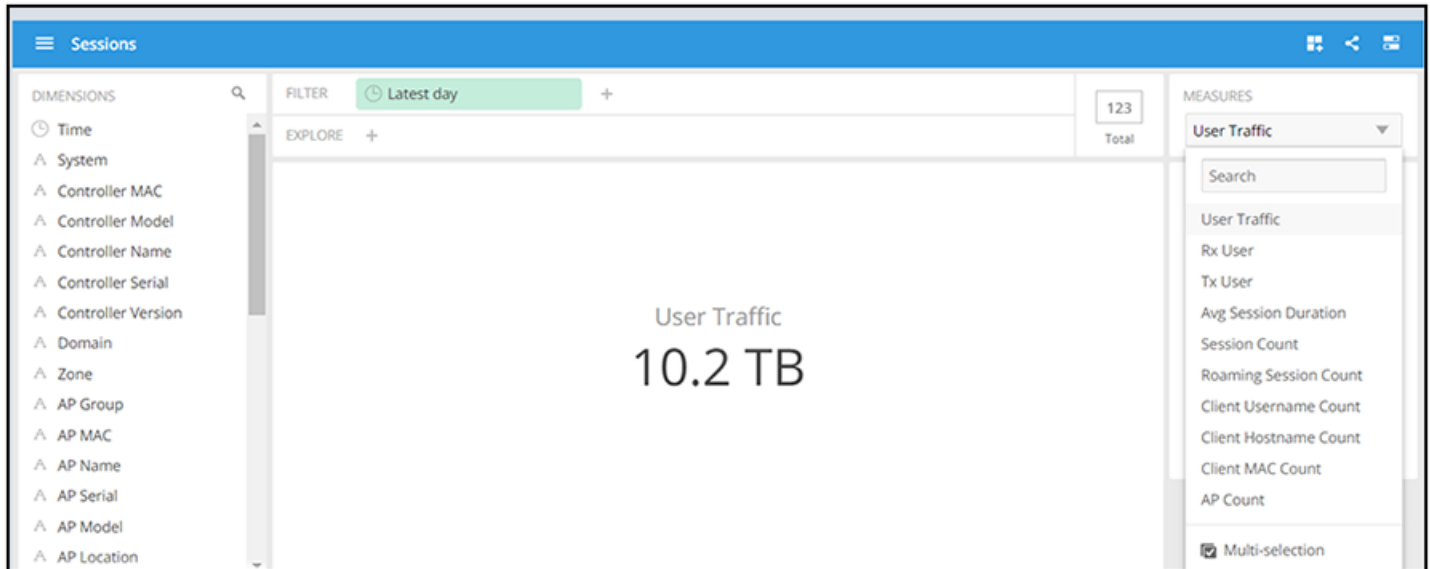 Sessions
DIMENSIONS
Time
System
Controller MAC
Controller Model
Controller Name
Controller Serial
Controller Version
Domain
Zone
AP Group
AP MAC
AP Name
AP Serial
AP Model
AP Location
FILTER
Latest day
+
EXPLORE +
123
Total
User Traffic
10.2 TB
MEASURES
User Traffic
Search
User Traffic
Rx User
Tx User
Avg Session Duration
Session Count
Roaming Session Count
Client Username Count
Client Hostname Count
Client MAC Count
AP Count
Multi-selection